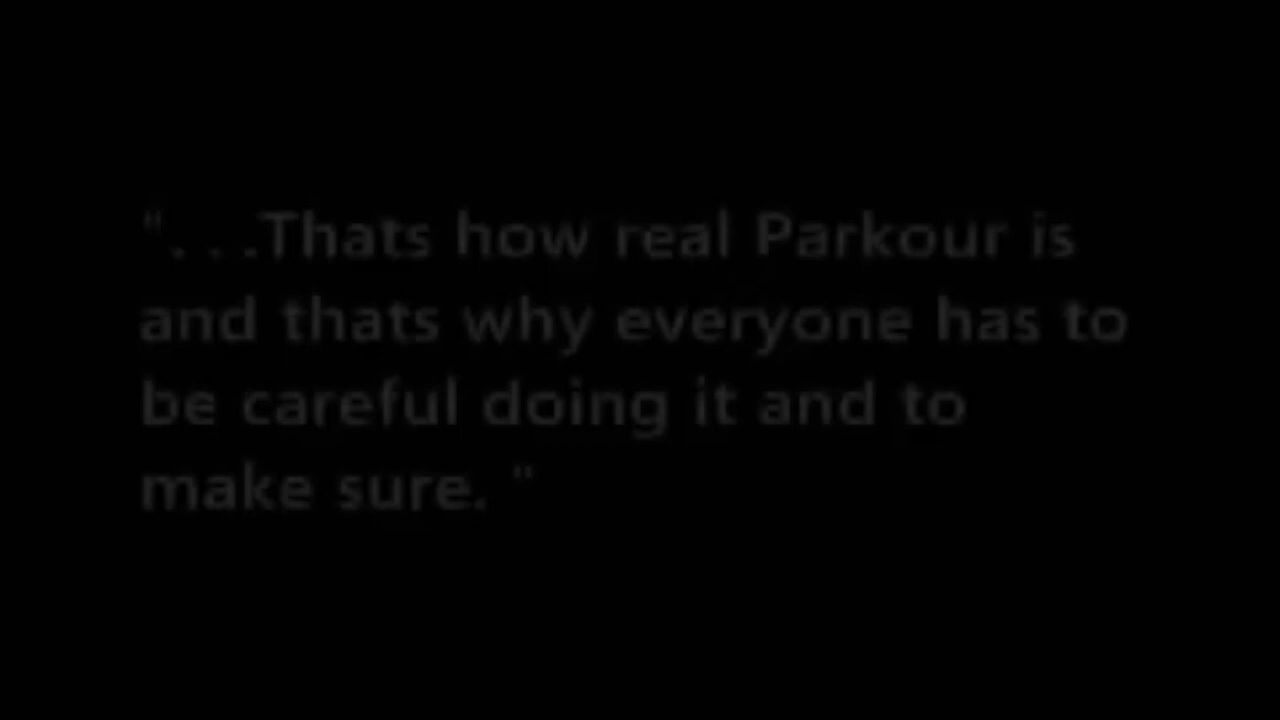 ". . .Thats how real Parkour is
and thats why everyone has to
be careful doing it and to
make sure. "